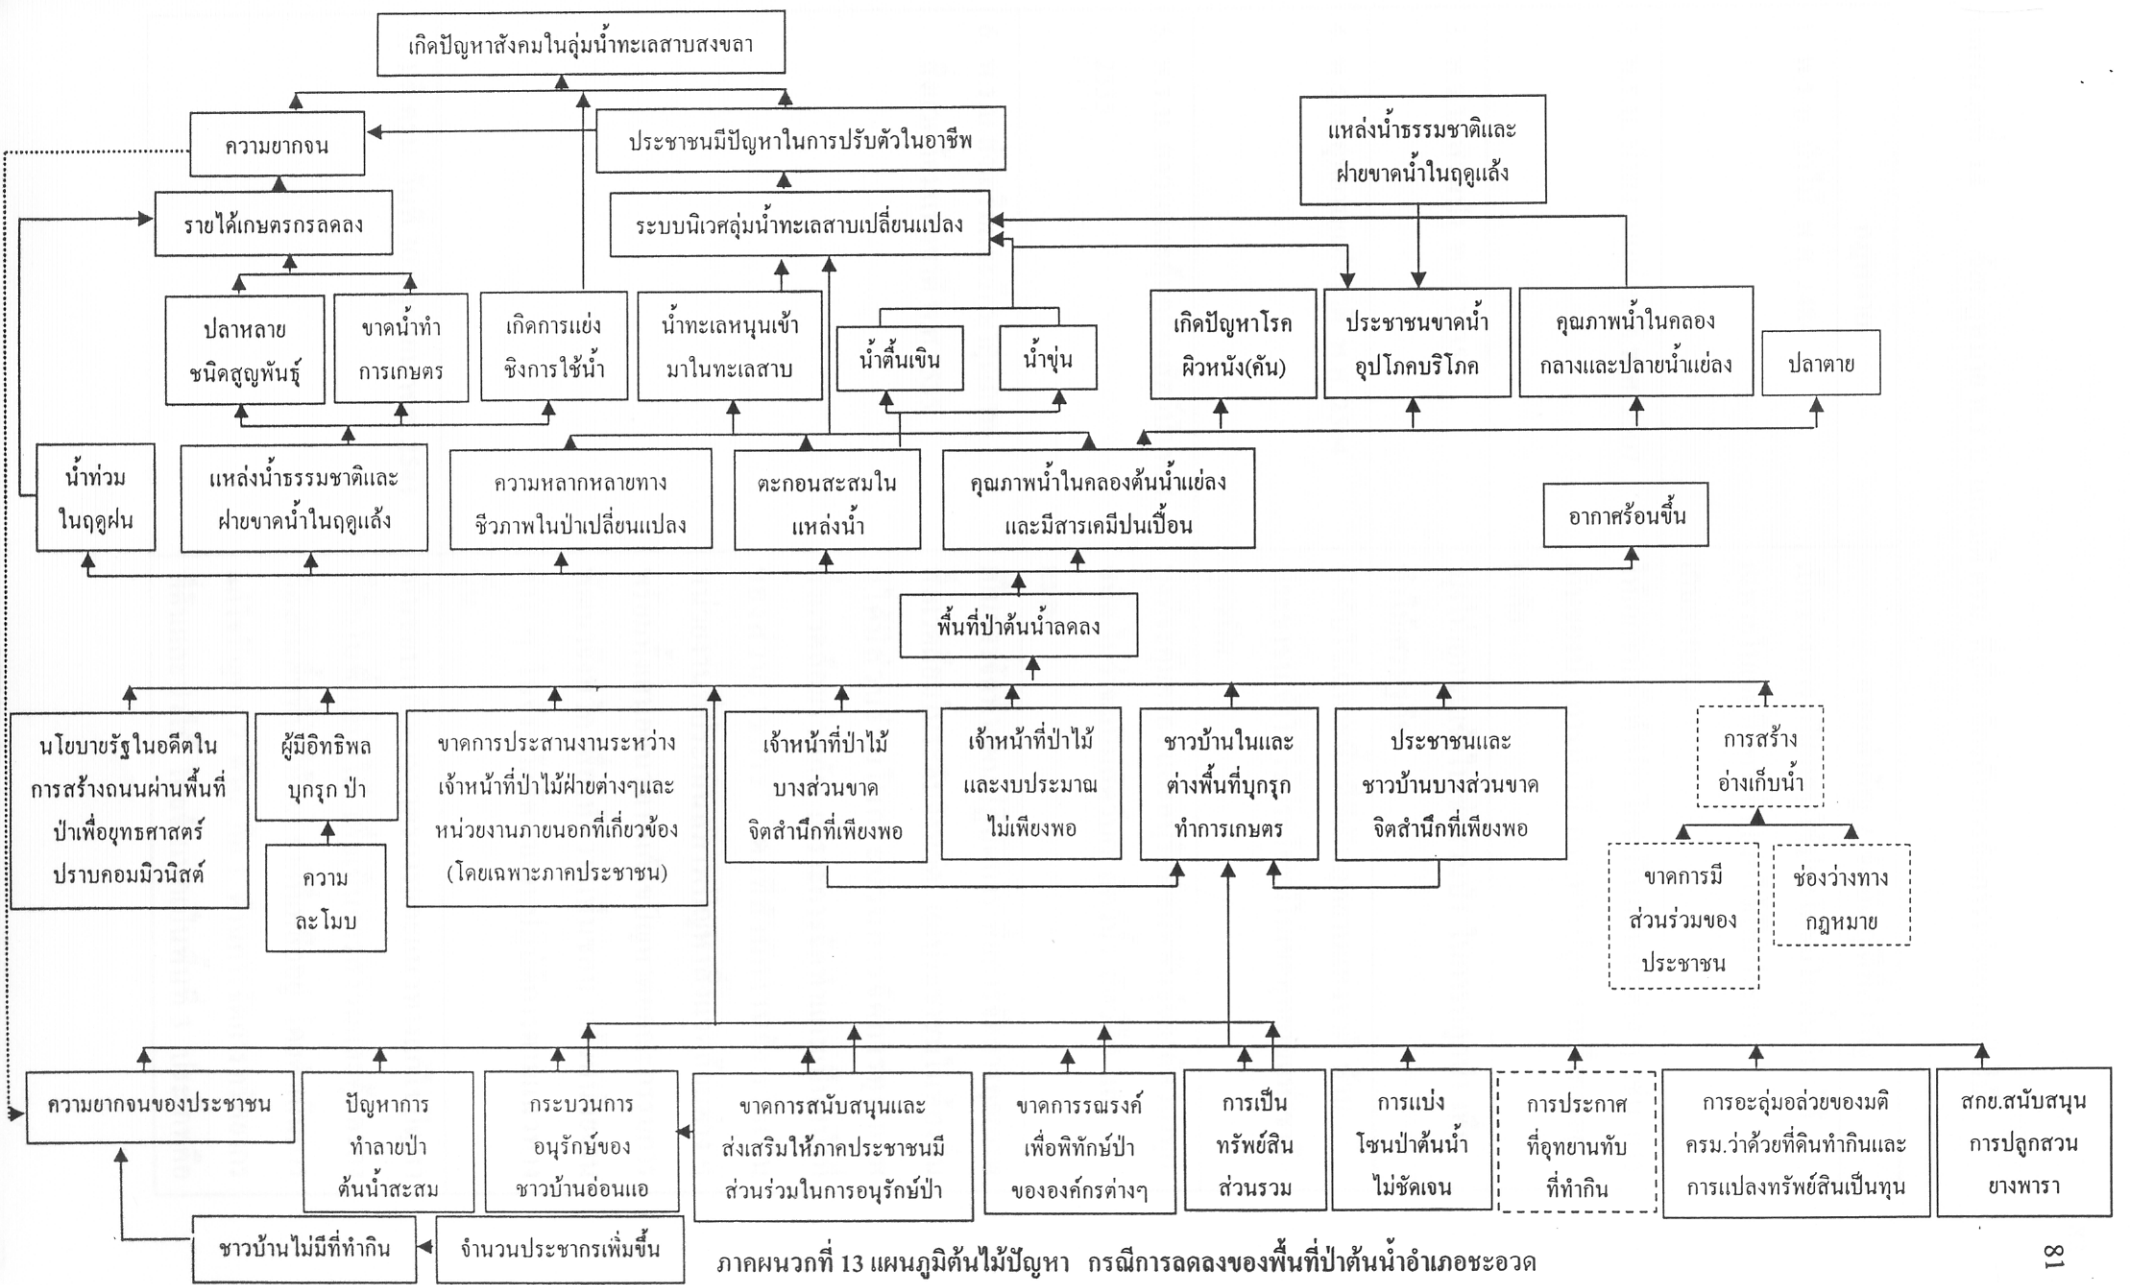 เกิดปัญหาสังคมในลุ่มน้ำทะเลสาบสงขลา
ความยากจน
ประชาชนมีปัญหาในการปรับตัวในอาชีพ
แหล่งน้ำธรรมชาติและ
ฝายขาดน้ำในฤดูแล้ง
รายได้เกษตรกรลดลง
ระบบนิเวศลุ่มน้ำทะเลสาบเปลี่ยนแปลง
ปลาหลาย
ชนิดสูญพันธุ์
ขาดน้ำทำ
การเกษตร
เกิดการแย่ง
ชิงการใช้น้ำ
น้ำทะเลหนุนเข้า
มาในทะเลสาบ
น้ำตื้นเขิน
น้ำขุ่น
เกิดปัญหาโรค
ผิวหนัง(คัน)
ประชาชนขาดน้ำ
อุปโภคบริโภค
คุณภาพน้ำในคลอง
กลางและปลายน้ำแย่ลง
ปลาตาย
น้ำท่วม
ในฤดูฝน
แหล่งน้ำธรรมชาติและ
ฝายขาดน้ำในฤดูแล้ง
ความหลากหลายทาง
ชีวภาพในป่าเปลี่ยนแปลง
ตะกอนสะสมใน
แหล่งน้ำ
คุณภาพน้ำในคลองต้นน้ำแย่ลง
และมีสารเคมีปนเปื้อน
อากาศร้อนขึ้น
พื้นที่ป่าต้นน้ำลดลง
นโยบายรัฐในอดีตใน
การสร้างถนนผ่านพื้นที่
ป่าเพื่อยุทธศาสตร์
ปราบคอมมิวนิสต์
ผู้มีอิทธิพล
บุกรุก ป่า
ความ
ละโมบ
ขาดการประสานงานระหว่าง
เจ้าหน้าที่ป่าไม้ฝ่ายต่างๆและ
หน่วยงานภายนอกที่เกี่ยวข้อง
(โดยเฉพาะภาคประชาชน)
เจ้าหน้าที่ป่าไม้
บางส่วนขาด
จิตสำนึกที่เพียงพอ
เจ้าหน้าที่ป่าไม้
และงบประมาณ
ไม่เพียงพอ
ชาวบ้านในและ
ต่างพื้นที่บุกรุก
ทำการเกษตร
ประชาชนและ
ชาวบ้านบางส่วนขาด
จิตสำนึกที่เพียงพอ
การสร้าง
อ่างเก็บน้ำ
ขาดการมี
ส่วนร่วมของ
ประชาชน
ช่องว่างทาง
กฎหมาย
ความยากจนของประชาชน
ปัญหาการ
ทำลายป่า
ต้นน้ำสะสม
กระบวนการ
อนุรักษ์ของ
ชาวบ้านอ่อนแอ
ขาดการสนับสนุนและ
ส่งเสริมให้ภาคประชาชนมี
ส่วนร่วมในการอนุรักษ์ป่า
ขาดการรณรงค์
เพื่อพิทักษ์ป่า
ขององค์กรต่างๆ
การเป็น
ทรัพย์สิน
ส่วนรวม
การแบ่ง
โซนป่าต้นน้ำ
ไม่ชัดเจน
การประกาศ
ที่อุทยานทับ
ที่ทำกิน
การอะลุ่มอล่วยของมติ
ครม.ว่าด้วยที่ดินทำกินและ
การแปลงทรัพย์สินเป็นทุน
สกย.สนับสนุน
การปลูกสวน
ยางพารา
ชาวบ้านไม่มีที่ทำกิน
จำนวนประชากรเพิ่มขึ้น
ภาคผนวกที่ 13 แผนภูมิต้นไม้ปัญหา กรณีการลดลงของพื้นที่ป่าต้นน้ำอำเภอชะอวด
81